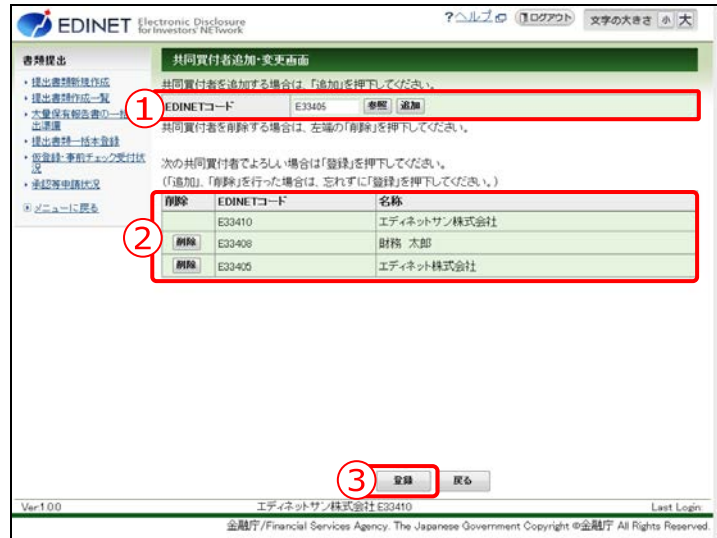 EDINET Electronic Disclosure for Investors' NETwork
?ヘルプ ログアウト 文字の大きさ 小 大
書類提出
・提出書類新規作成
・提出書類作成一覧
・大量保有報告書の一括
出準備
・提出書類一括本登録
・仮登録・事前チェック受付状
況
・承認等申請状況
メニューに戻る
共同買付者追加・変更画面
共同買付者を追加する場合は、「追加」を押下してください。
① EDINETコード E33405 参照 追加
共同買付者を削除する場合は、左端の「削除」を押下してください。
次の共同買付者でよろしい場合は「登録」を押下してください。
(「追加」、「削除」を行った場合は、忘れずに「登録」を押下してください。)
②
削除 EDINETコード 名称
E33410 エディネットサン株式会社
削除 E33408 財務 太郎
削除 E33405 エディネット株式会社
③ 登録 戻る
Ver.1.0.0 エディネットサン株式会社 E33410 Last Login:
金融庁/Financial Services Agency. The Japanese Government Copyright ©金融庁 All Rights Reserved.